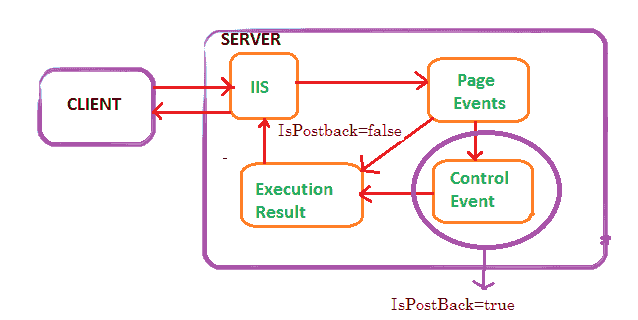 SERVER
CLIENT
IIS
Page
Events
IsPostback=false
Execution
Result
Control
Event
IsPostBack=true